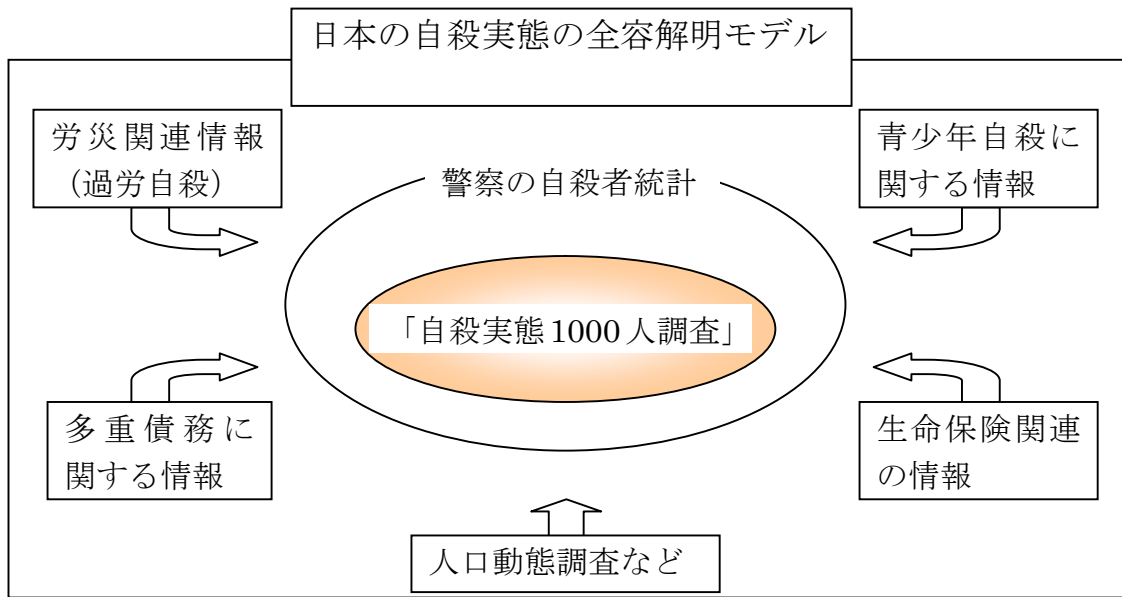 日本の自殺実態の全容解明モデル
労災関連情報
（過労自殺）
青少年自殺に
関する情報
警察の自殺者統計
「自殺実態1000人調査」
多重債務に
関する情報
生命保険関連
の情報
人口動態調査など